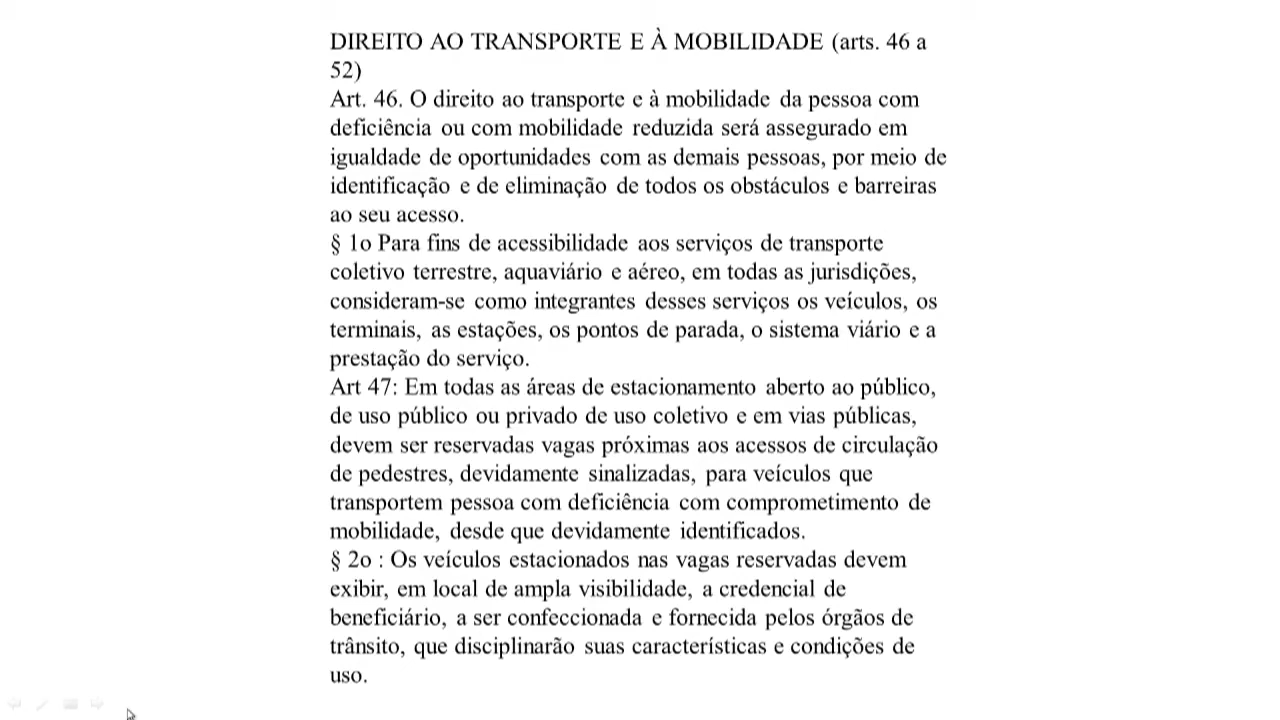 DIREITO AO TRANSPORTE E À MOBILIDADE (arts. 46 a
52)
Art. 46. O direito ao transporte e à mobilidade da pessoa com
deficiência ou com mobilidade reduzida será assegurado em
igualdade de oportunidades com as demais pessoas, por meio de
identificação e de eliminação de todos os obstáculos e barreiras
ao seu acesso.
§ 1o Para fins de acessibilidade aos serviços de transporte
coletivo terrestre, aquaviário e aéreo, em todas as jurisdições,
consideram-se como integrantes desses serviços os veículos, os
terminais, as estações, os pontos de parada, o sistema viário e a
prestação do serviço.
Art 47: Em todas as áreas de estacionamento aberto ao público,
de uso público ou privado de uso coletivo e em vias públicas,
devem ser reservadas vagas próximas aos acessos de circulação
de pedestres, devidamente sinalizadas, para veículos que
transportem pessoa com deficiência com comprometimento de
mobilidade, desde que devidamente identificados.
§ 2o : Os veículos estacionados nas vagas reservadas devem
exibir, em local de ampla visibilidade, a credencial de
beneficiário, a ser confeccionada e fornecida pelos órgãos de
trânsito, que disciplinarão suas características e condições de
uso.